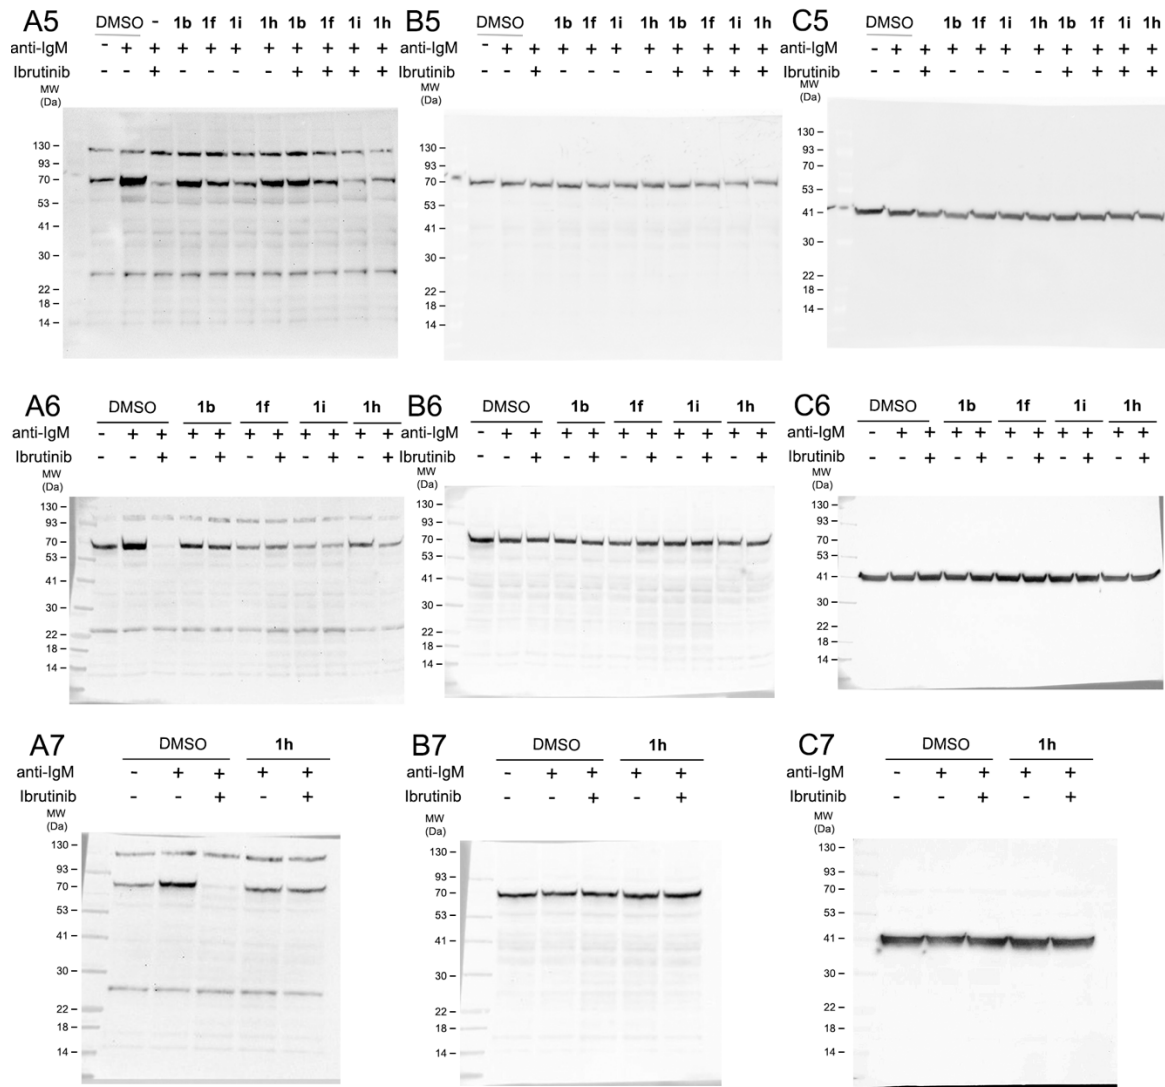 A5
DMSO - 1b 1f 1i 1h 1b 1f 1i 1h
anti-IgM - + + + + + + + + + +
Ibrutinib - - + - - - - + + + +
MW
(Da)
130 –
93 –
70 –
53 –
41 –
30 –
22 –
18 –
14 –
B5
DMSO 1b 1f 1i 1h 1b 1f 1i 1h
anti-IgM - + + + + + + + + + +
Ibrutinib - - + - - - - + + + +
MW
(Da)
130 –
93 –
70 –
53 –
41 –
30 –
22 –
18 –
14 –
C5
DMSO 1b 1f 1i 1h 1b 1f 1i 1h
anti-IgM - + + + + + + + + + +
Ibrutinib - - + - - - - + + + +
MW
(Da)
130 –
93 –
70 –
53 –
41 –
30 –
22 –
18 –
14 –
A6
DMSO 1b 1f 1i 1h
anti-IgM - + + + + + + + + + +
Ibrutinib - - + - + - + - + - +
MW
(Da)
130 –
93 –
70 –
53 –
41 –
30 –
22 –
18 –
14 –
B6
DMSO 1b 1f 1i 1h
anti-IgM - + + + + + + + + + +
Ibrutinib - - + - + - + - + - +
MW
(Da)
130 –
93 –
70 –
53 –
41 –
30 –
22 –
18 –
14 –
C6
DMSO 1b 1f 1i 1h
anti-IgM - + + + + + + + + + +
Ibrutinib - - + - + - + - + - +
MW
(Da)
130 –
93 –
70 –
53 –
41 –
30 –
22 –
18 –
14 –
A7
DMSO 1h
anti-IgM - + + + +
Ibrutinib - - + - +
MW
(Da)
130 –
93 –
70 –
53 –
41 –
30 –
22 –
18 –
14 –
B7
DMSO 1h
anti-IgM - + + + +
Ibrutinib - - + - +
MW
(Da)
130 –
93 –
70 –
53 –
41 –
30 –
22 –
18 –
14 –
C7
DMSO 1h
anti-IgM - + + + +
Ibrutinib - - + - +
MW
(Da)
130 –
93 –
70 –
53 –
41 –
30 –
22 –
18 –
14 –